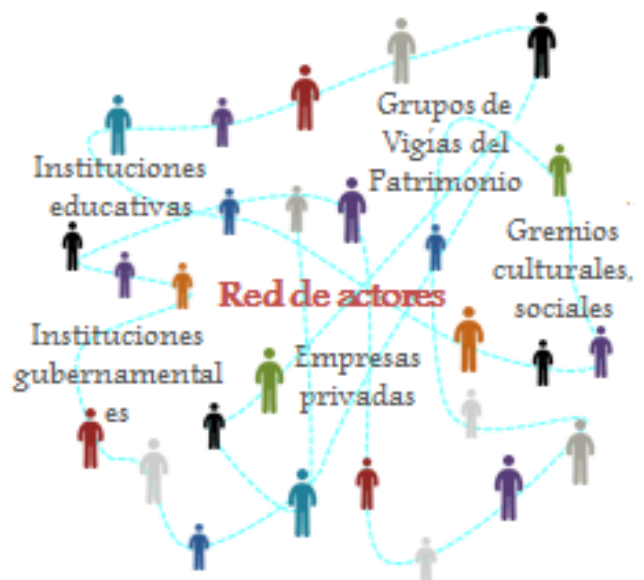 Grupos de
Vigías del
Patrimonio
Instituciones
educativas
Gremios
culturales,
sociales
Red de actores
Instituciones
gubernamental
es
Empresas
privadas